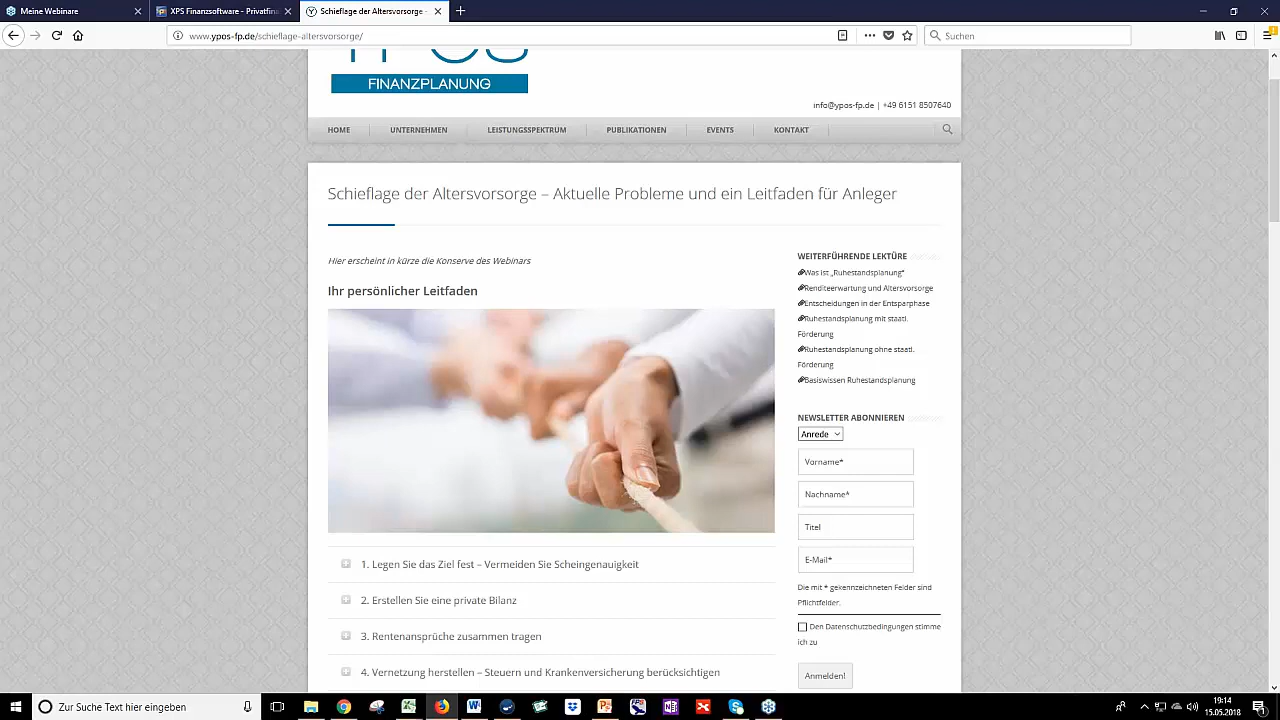 Meine Webinare
XPS Finanzsoftware - Privatfina
Schieflage der Altersvorsorge -
www.ypos-fp.de/schieflage-altersvorsorge/
Suchen
FINANZPLANUNG
info@ypos-fp.de | +49 6151 8507640
HOME
UNTERNEHMEN
LEISTUNGSSPEKTRUM
PUBLIKATIONEN
EVENTS
KONTAKT
Schieflage der Altersvorsorge – Aktuelle Probleme und ein Leitfaden für Anleger
Hier erscheint in kürze die Konserve des Webinars
Ihr persönlicher Leitfaden
1. Legen Sie das Ziel fest – Vermeiden Sie Scheingenauigkeit
2. Erstellen Sie eine private Bilanz
3. Rentenansprüche zusammen tragen
4. Vernetzung herstellen – Steuern und Krankenversicherung berücksichtigen
WEITERFÜHRENDE LEKTÜRE
Was ist „Ruhestandsplanung“
Renditeerwartung und Altersvorsorge
Entscheidungen in der Entsparphase
Ruhestandsplanung mit staatl.
Förderung
Ruhestandsplanung ohne staatl.
Förderung
Basiswissen Ruhestandsplanung
NEWSLETTER ABONNIEREN
Anrede
Vorname*
Nachname*
Titel
E-Mail*
Die mit * gekennzeichneten Felder sind
Pflichtfelder.
Den Datenschutzbedingungen stimme
ich zu
Anmelden!
Zur Suche Text hier eingeben
19:14
15.05.2018